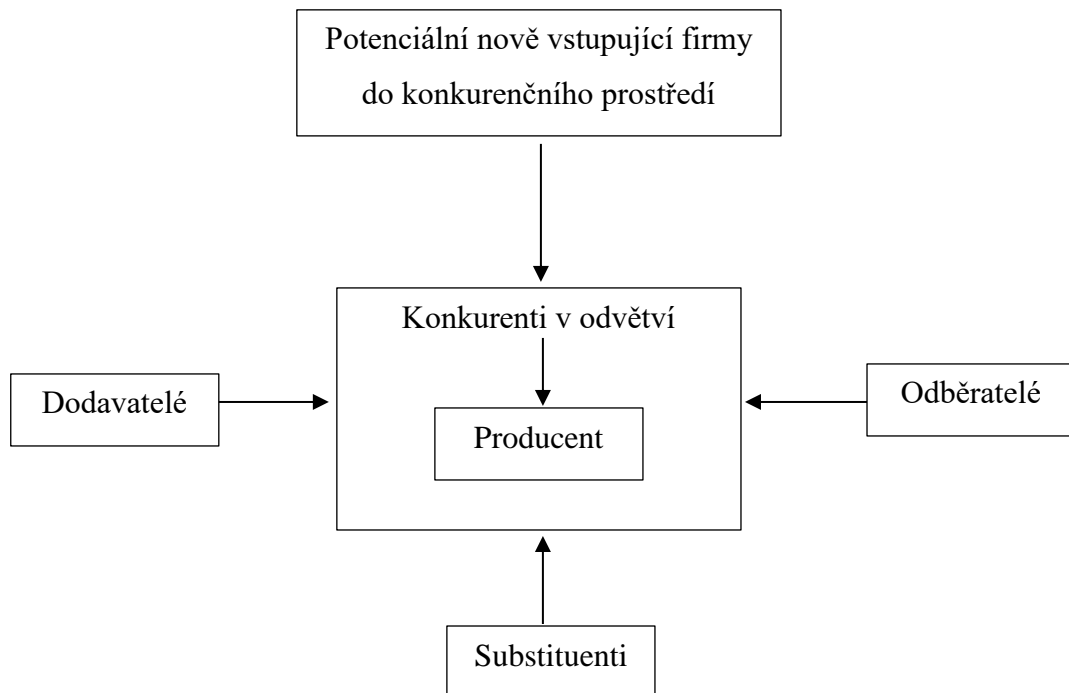 Potenciální nově vstupující firmy
do konkurenčního prostředí
Konkurenti v odvětví
Dodavatelé
Odběratelé
Producent
Substituenti